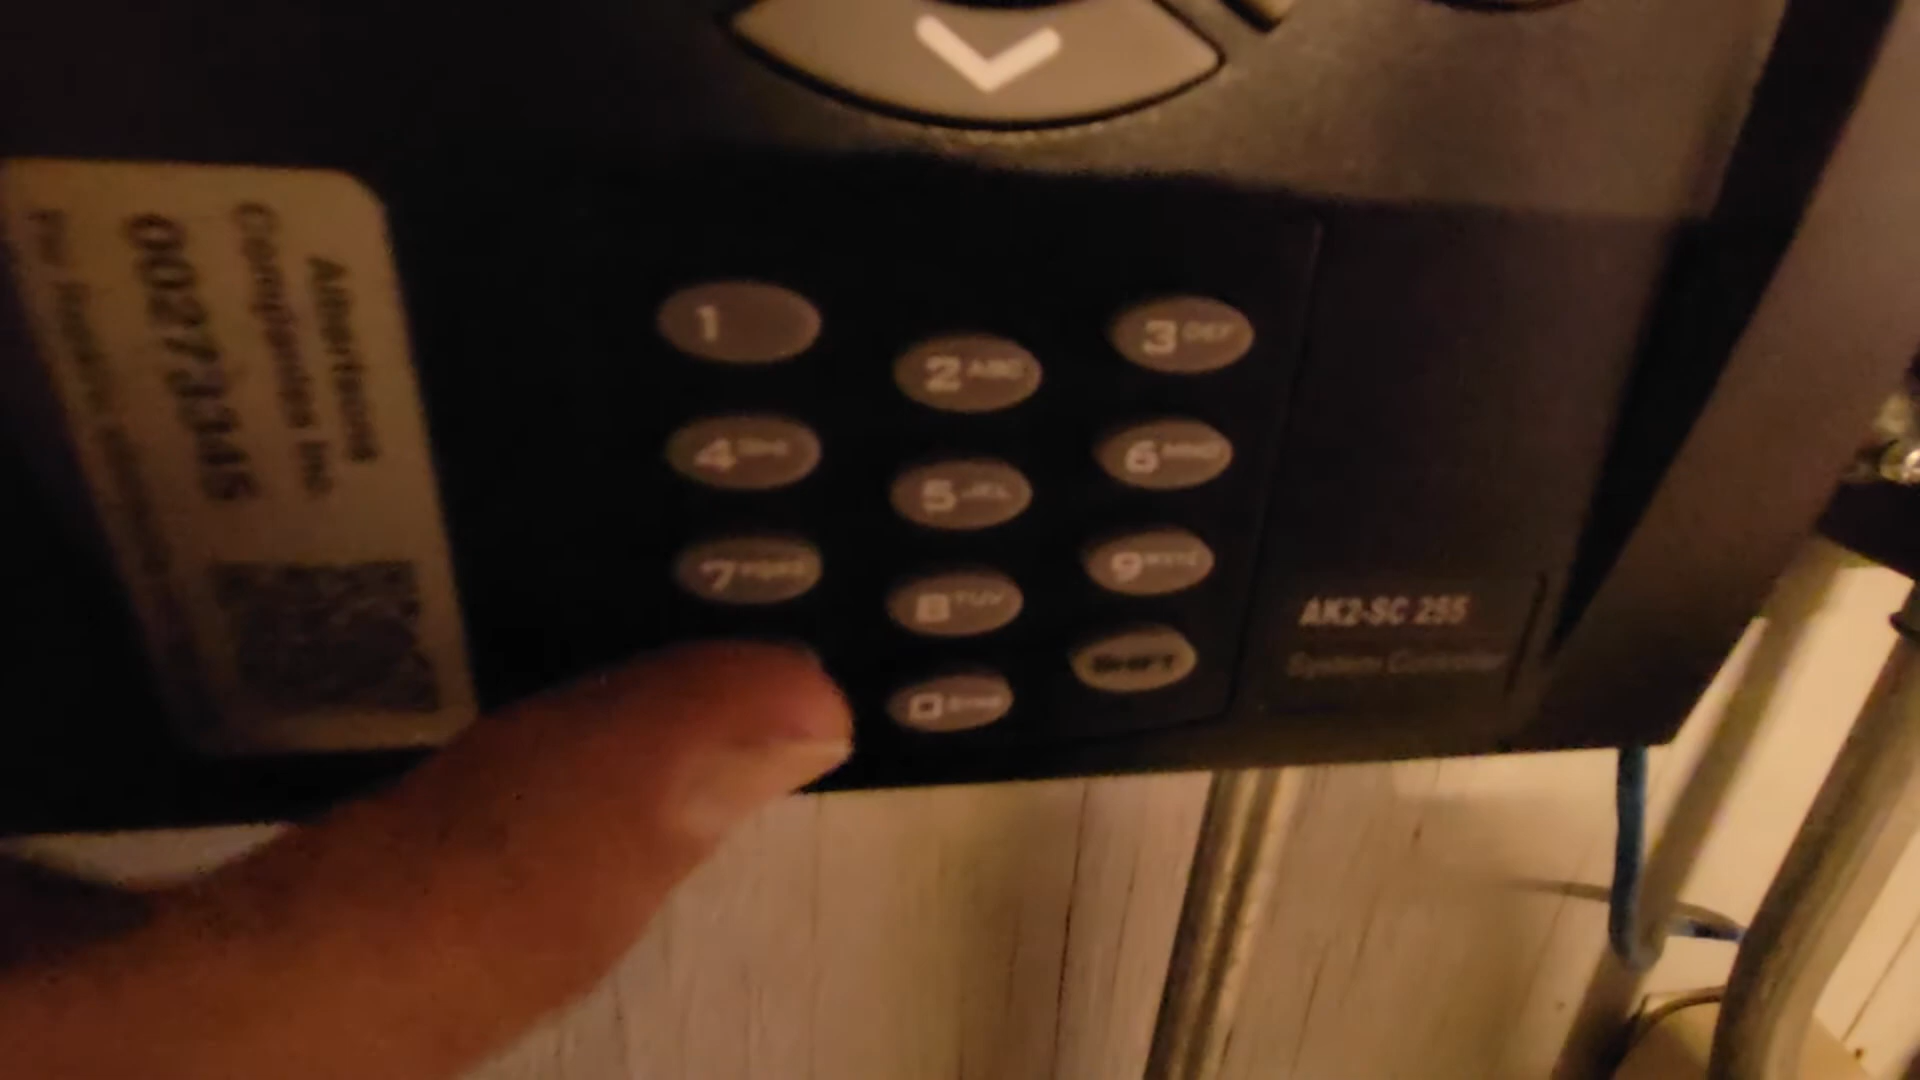 Albertsons
Companies Inc
00273345
1
2 ABC
3 DEF
4 GHI
5 JKL
6 MNO
7 PQRS
8 TUV
9 WXYZ
0
SHIFT
AK2-SC 255
System Controller